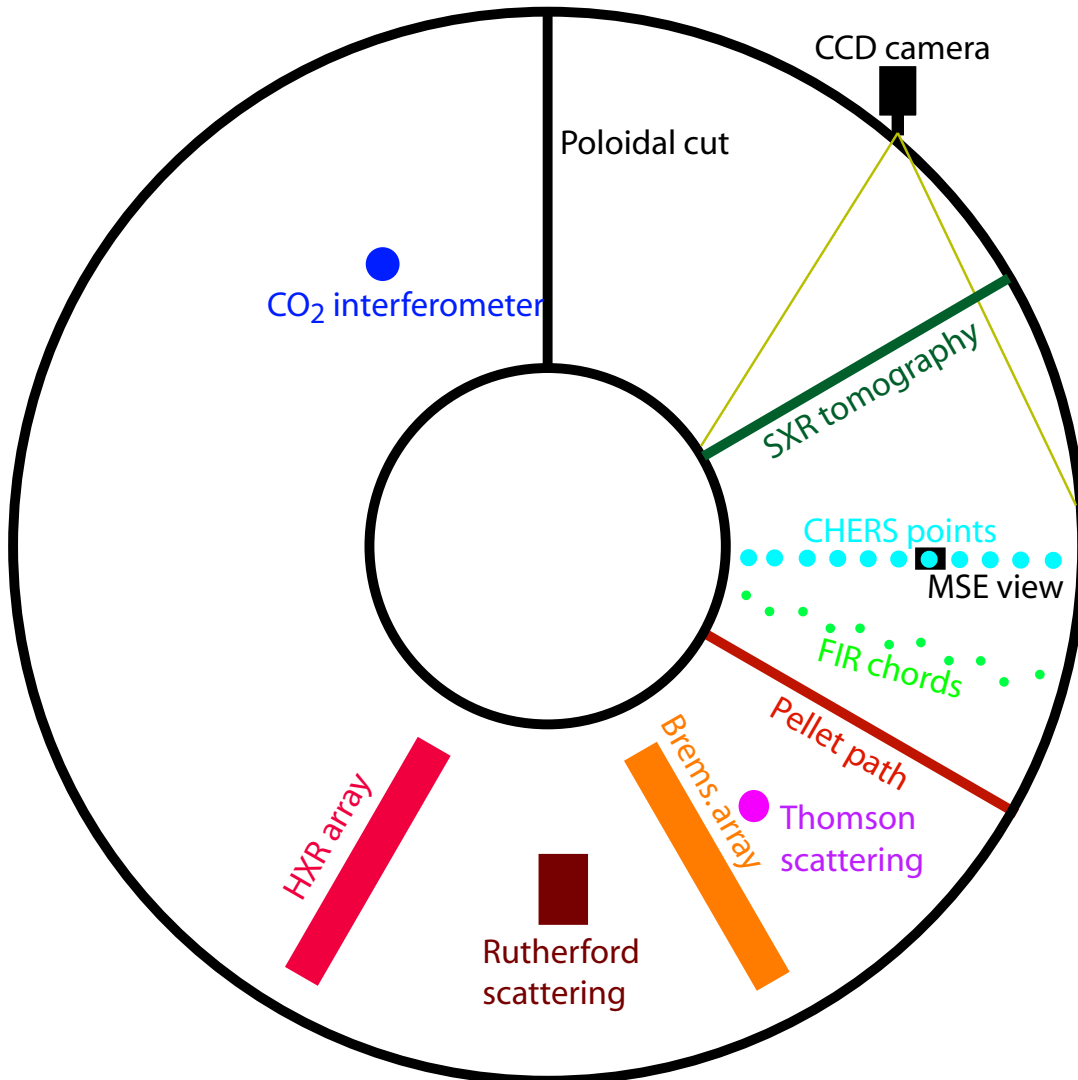 CCD camera
Poloidal cut
CO₂ interferometer
SXR tomography
CHERS points
MSE view
FIR chords
Pellet path
Brems.array
HXR array
Thomson
scattering
Rutherford
scattering